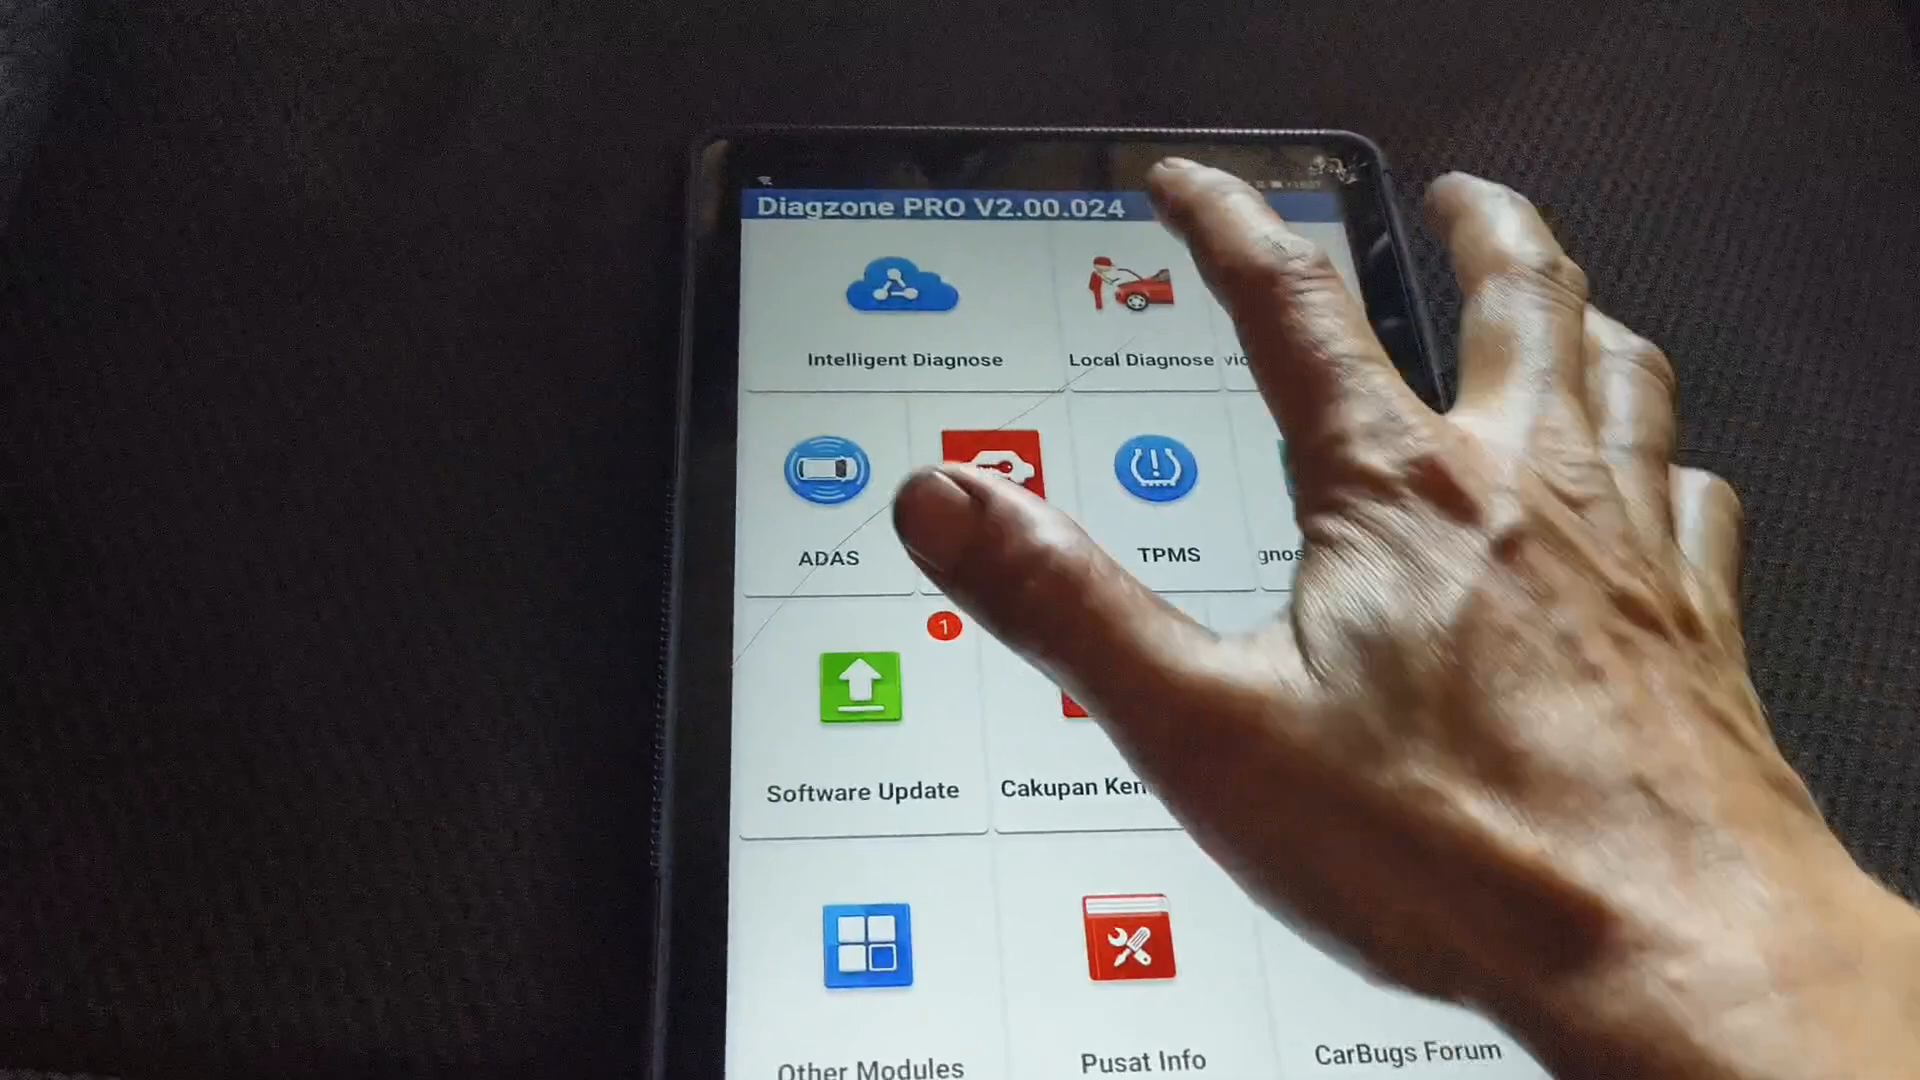 Diagzone PRO V2.00.024
Intelligent Diagnose
Local Diagnose
ADAS
TPMS
1
Software Update
Cakupan
Other Modules
Pusat Info
CarBugs Forum